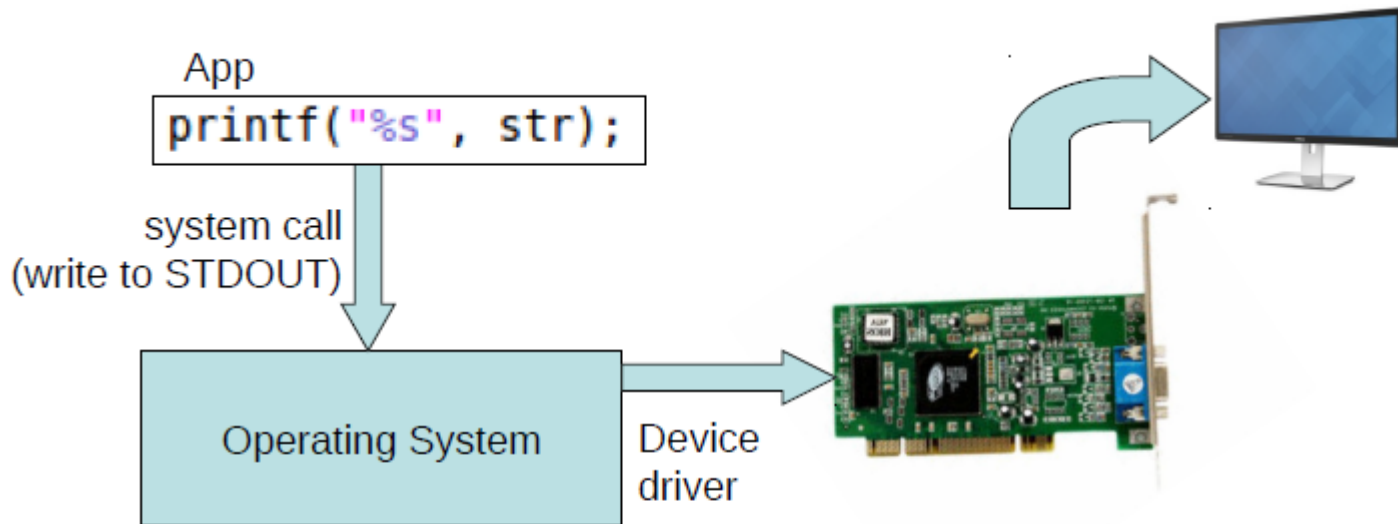 App
printf("%s", str);
system call
(write to STDOUT)
Operating System
Device
driver